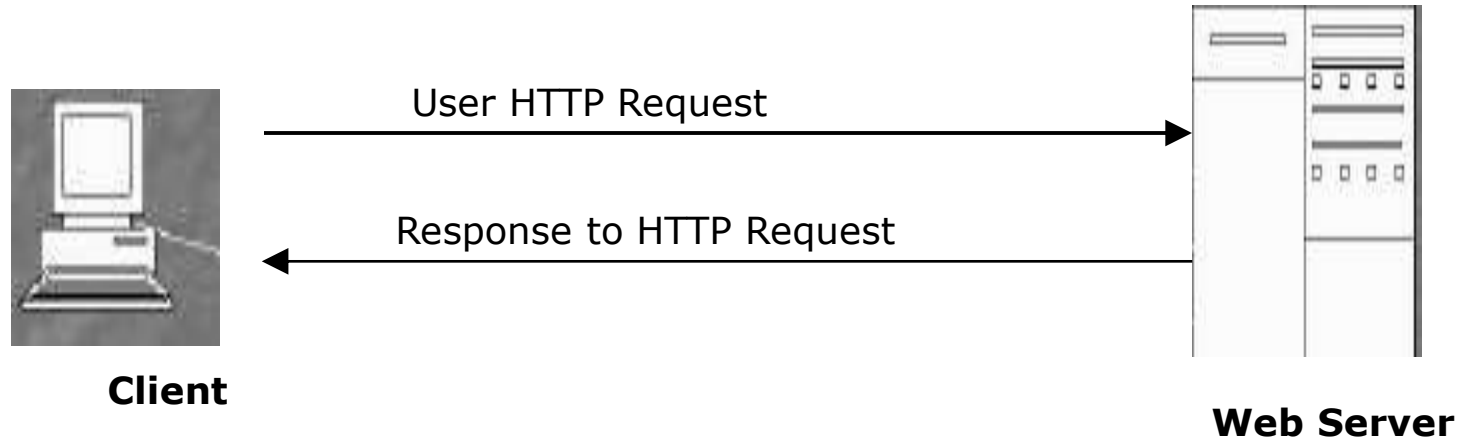 User HTTP Request
Response to HTTP Request
Client
Web Server